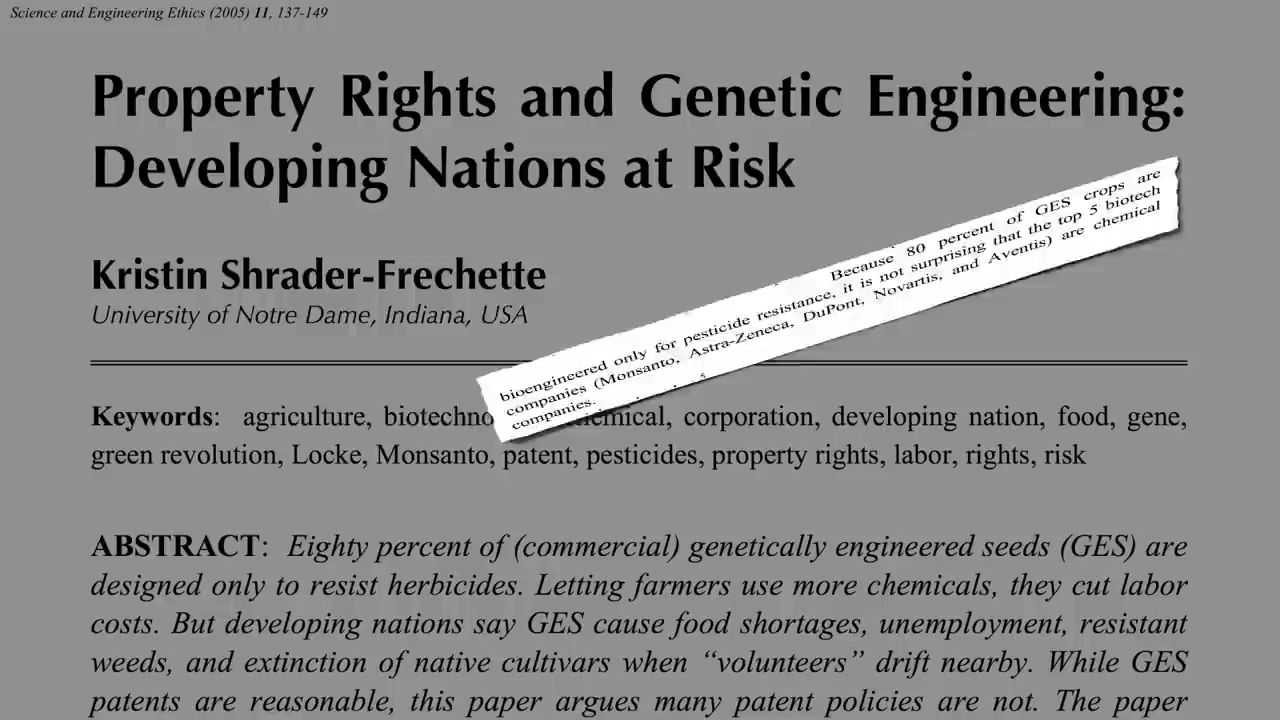 Science and Engineering Ethics (2005) 11, 137-149
Property Rights and Genetic Engineering:
Developing Nations at Risk
Kristin Shrader-Frechette
University of Notre Dame, Indiana, USA
Because 80 percent of GES crops are
bioengineered only for pesticide resistance, it is not surprising that the top 5 biotech
companies (Monsanto, Astra-Zeneca, DuPont, Novartis, and Aventis) are chemical
companies.
Keywords: agriculture, biotechno chemical, corporation, developing nation, food, gene,
green revolution, Locke, Monsanto, patent, pesticides, property rights, labor, rights, risk
ABSTRACT: Eighty percent of (commercial) genetically engineered seeds (GES) are
designed only to resist herbicides. Letting farmers use more chemicals, they cut labor
costs. But developing nations say GES cause food shortages, unemployment, resistant
weeds, and extinction of native cultivars when “volunteers” drift nearby. While GES
patents are reasonable, this paper argues many patent policies are not. The paper